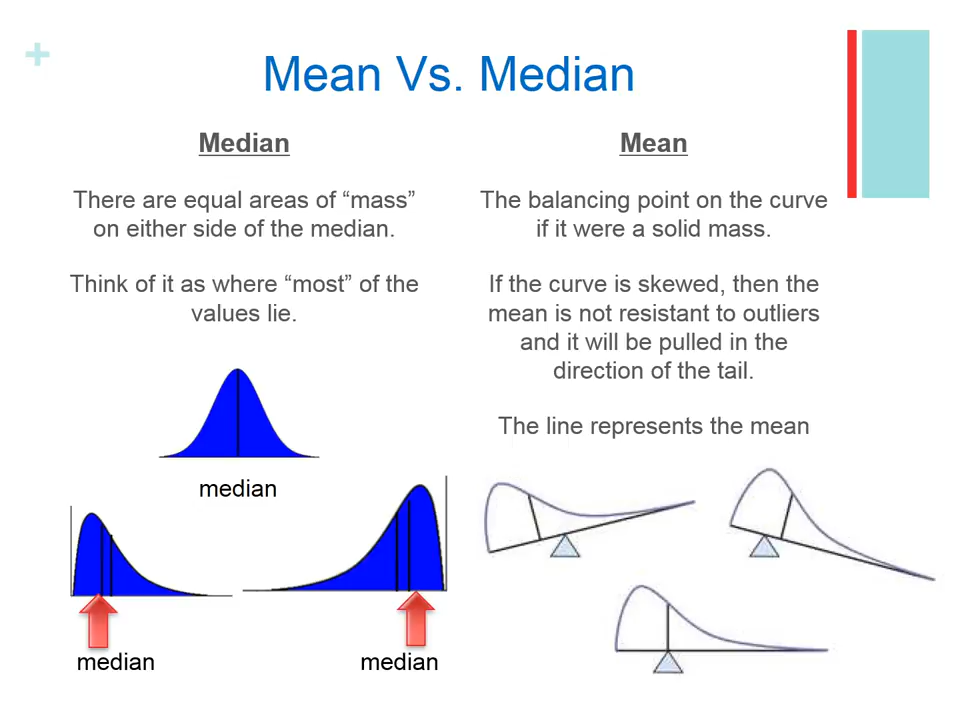 +
Mean Vs. Median
Median
There are equal areas of “mass”
on either side of the median.
Think of it as where “most” of the
values lie.
median
median
median
Mean
The balancing point on the curve
if it were a solid mass.
If the curve is skewed, then the
mean is not resistant to outliers
and it will be pulled in the
direction of the tail.
The line represents the mean